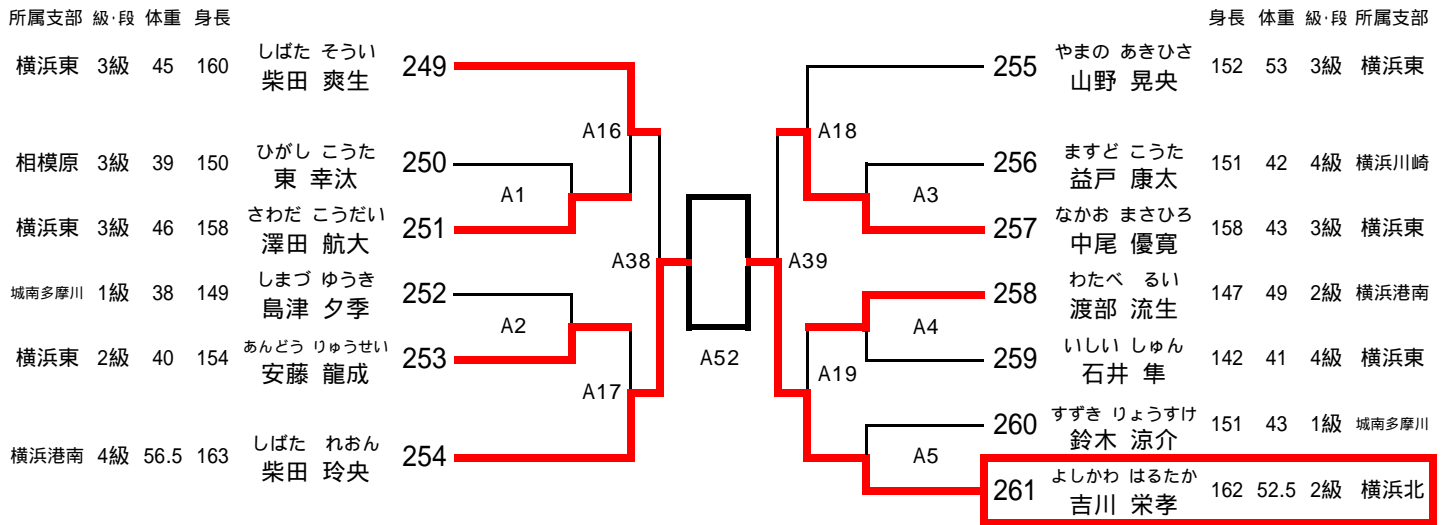 所属支部 級・段 体重 身長
横浜東 3級 45 160 しばた そうい 柴田 爽生 249
A16
相模原 3級 39 150 ひがし こうた 東 幸汰 250
A1
横浜東 3級 46 158 さわだ こうだい 澤田 航大 251
A38
城南多摩川 1級 38 149 しまづ ゆうき 島津 夕季 252
A2
横浜東 2級 40 154 あんどう りゅうせい 安藤 龍成 253
A17
横浜港南 4級 56.5 163 しばた れおん 柴田 玲央 254
A52
身長 体重 級・段 所属支部
255 やまの あきひさ 山野 晃央 152 53 3級 横浜東
A18
256 ますど こうた 益戸 康太 151 42 4級 横浜川崎
A3
257 なかお まさひろ 中尾 優寛 158 43 3級 横浜東
A39
258 わたべ るい 渡部 流生 147 49 2級 横浜港南
A4
259 いしい しゅん 石井 隼 142 41 4級 横浜東
A19
260 すずき りょうすけ 鈴木 涼介 151 43 1級 城南多摩川
A5
261 よしかわ はるたか 吉川 栄孝 162 52.5 2級 横浜北